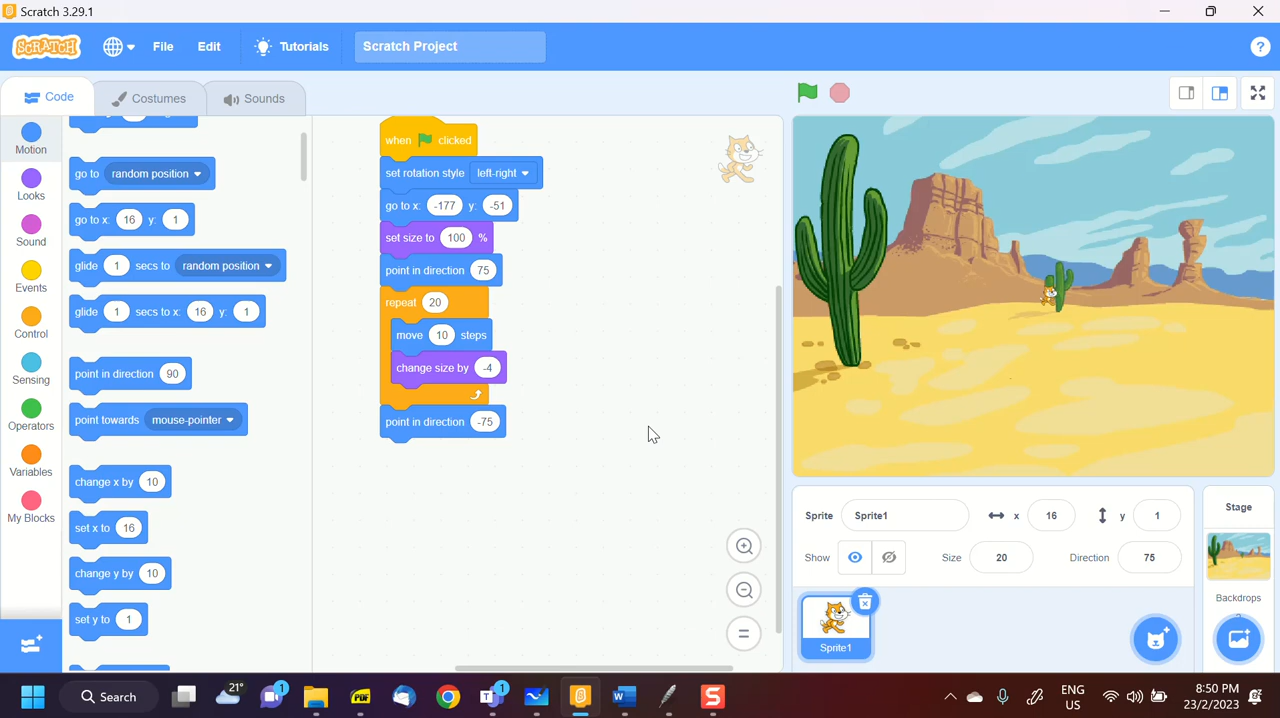 Scratch 3.29.1
SCRATCH
File
Edit
Tutorials
Scratch Project
?
Code
Costumes
Sounds
Motion
Looks
Sound
Events
Control
Sensing
Operators
Variables
My Blocks
go to random position
go to x: 16 y: 1
glide 1 secs to random position
glide 1 secs to x: 16 y: 1
point in direction 90
point towards mouse-pointer
change x by 10
set x to 16
change y by 10
set y to 1
when clicked
set rotation style left-right
go to x: -177 y: -51
set size to 100 %
point in direction 75
repeat 20
move 10 steps
change size by -4
point in direction -75
Sprite Sprite1 x 16 y 1
Show Size 20 Direction 75
Sprite1
Stage
Backdrops
Search
21°
1
PDF
1
W
S
ENG
US
8:50 PM
23/2/2023